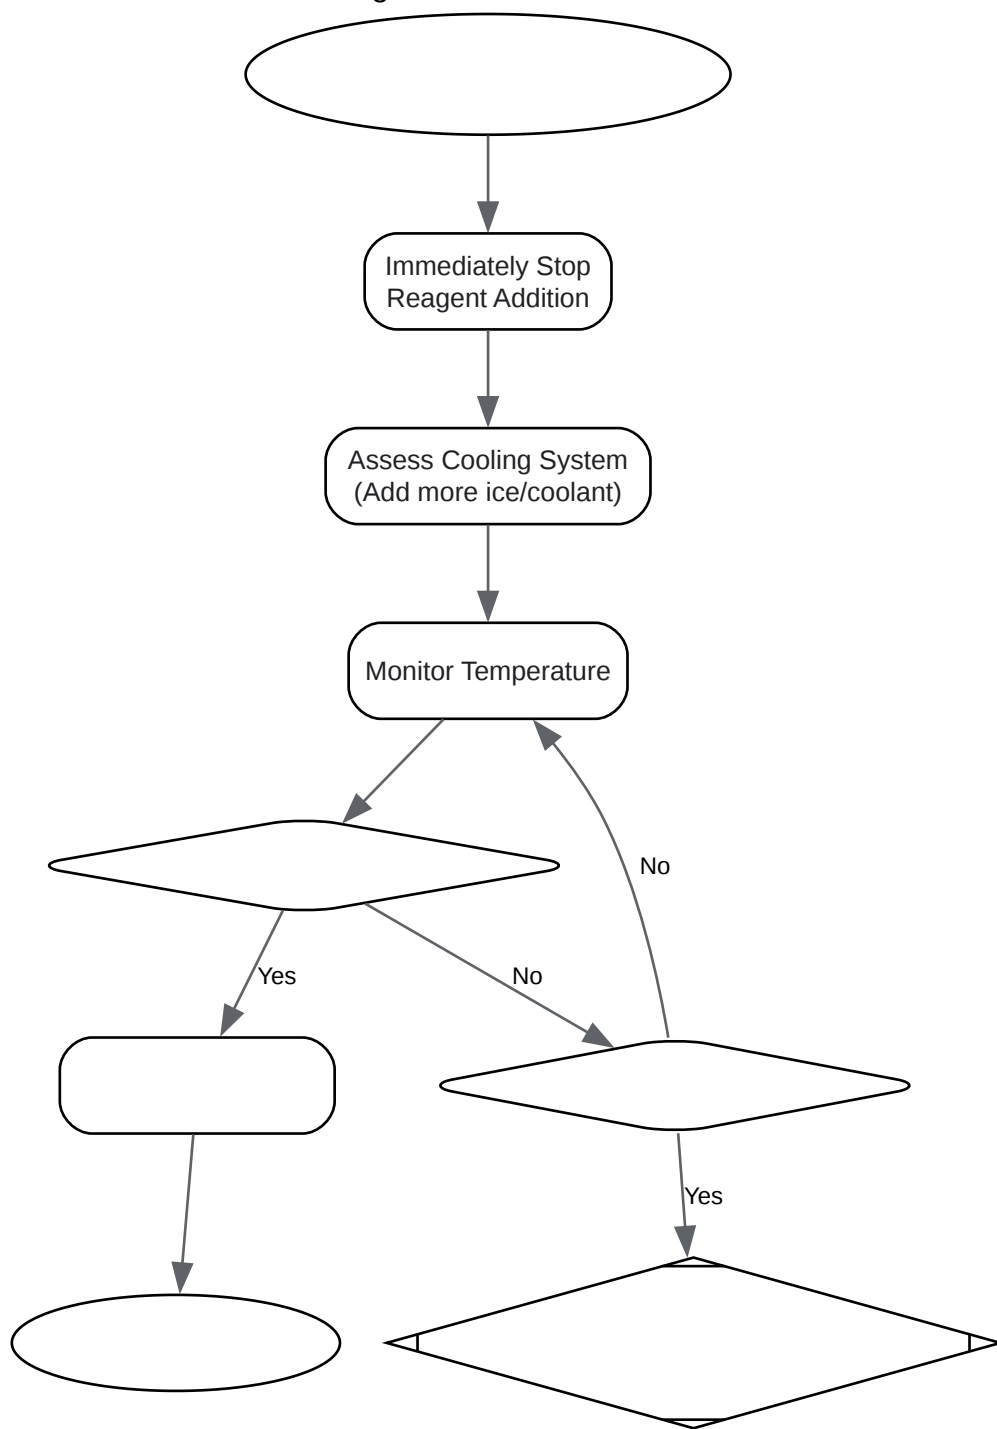 Immediately Stop
Reagent Addition
Assess Cooling System
(Add more ice/coolant)
Monitor Temperature
No
Yes
No
Yes